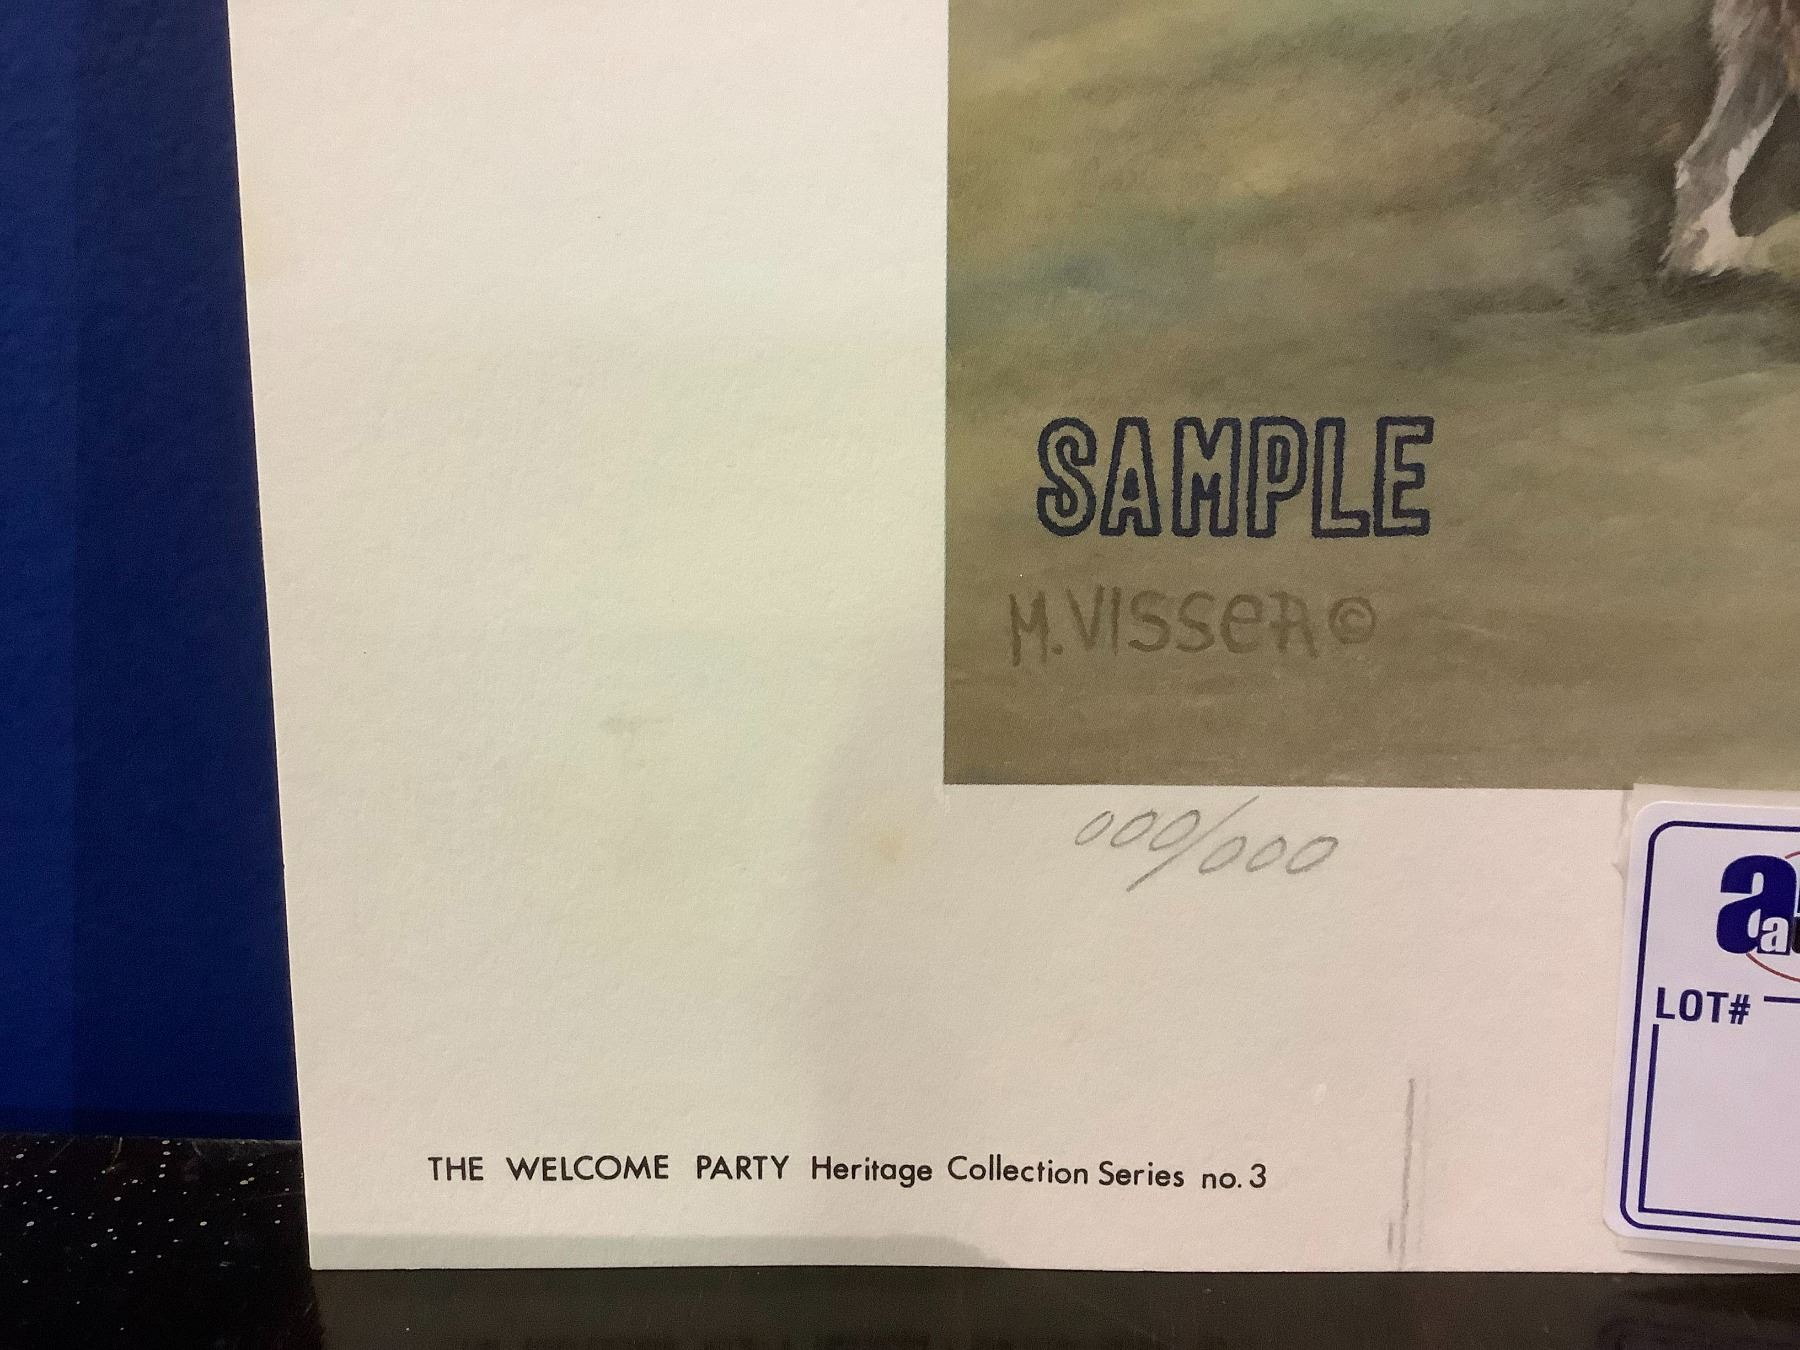 SAMPLE
M. VISSER ©
000/000
LOT#
THE WELCOME PARTY Heritage Collection Series no. 3